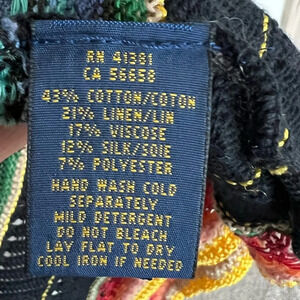 RN 41381
CA 56658
43% COTTON/COTON
21% LINEN/LIN
17% VISCOSE
12% SILK/SOIE
7% POLYESTER
HAND WASH COLD
SEPARATELY
MILD DETERGENT
DO NOT BLEACH
LAY FLAT TO DRY
COOL IRON IF NEEDED